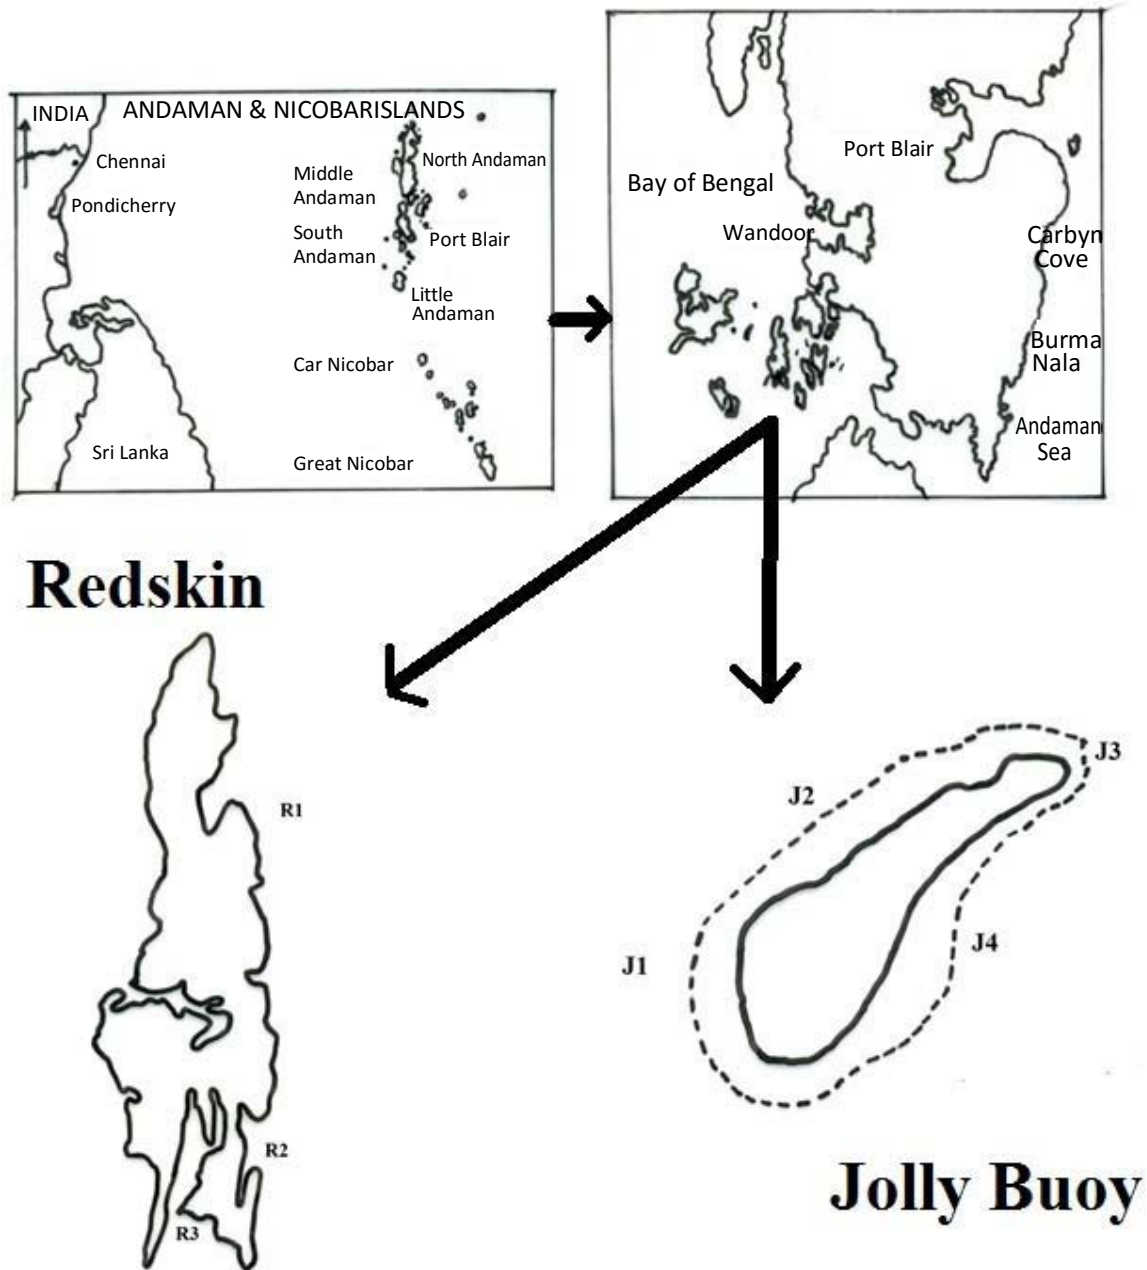 INDIA
ANDAMAN & NICOBARISLANDS
Chennai
Pondicherry
Middle
Andaman
North Andaman
South
Andaman
Port Blair
Little
Andaman
Car Nicobar
Sri Lanka
Great Nicobar
Port Blair
Bay of Bengal
Wandoor
Carbyn
Cove
Burma
Nala
Andaman
Sea
Redskin
R1
R2
R3
J3
J2
J4
J1
Jolly Buoy